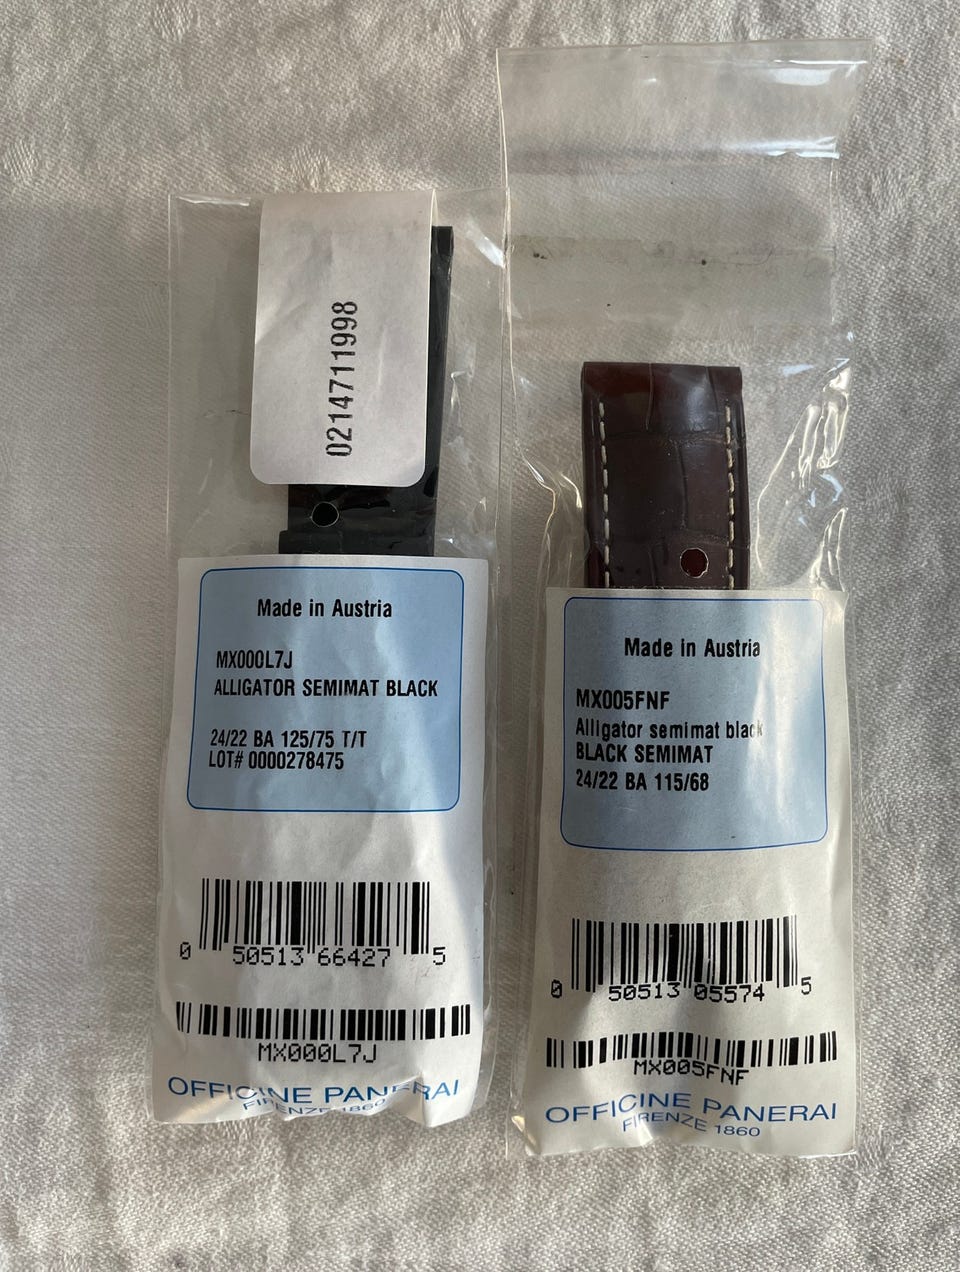 0214711998
Made in Austria
MX000L7J
ALLIGATOR SEMIMAT BLACK
24/22 BA 125/75 T/T
LOT# 0000278475
0 50513 66427 5
MX000L7J
OFFICINE PANERAI
FIRENZE 1860
Made in Austria
MX005FNF
Alligator semimat black
BLACK SEMIMAT
24/22 BA 115/68
0 50513 05574 5
MX005FNF
OFFICINE PANERAI
FIRENZE 1860